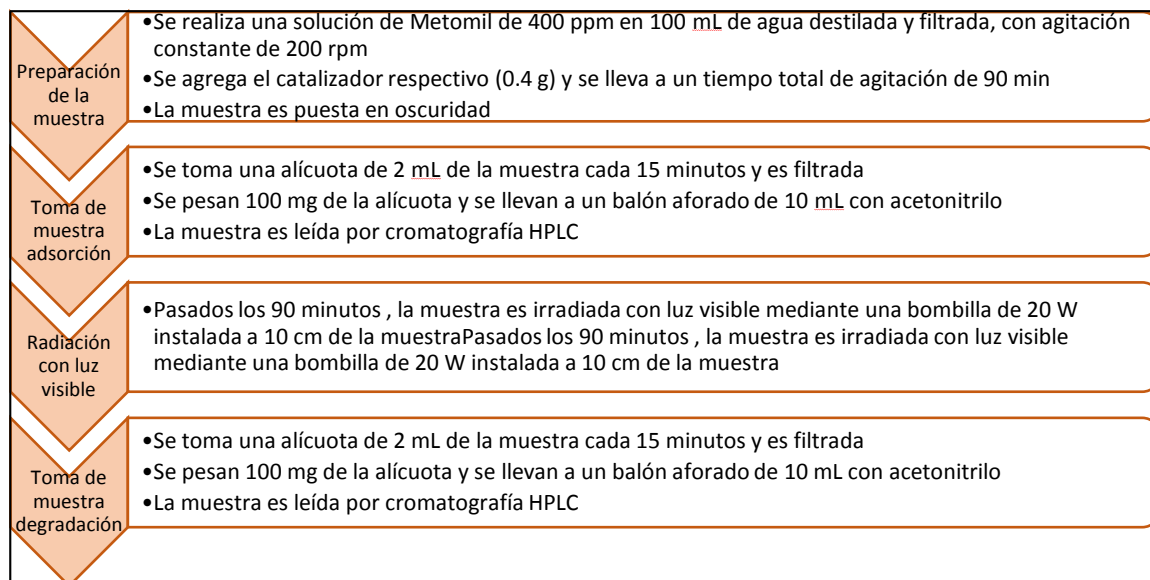 Preparación
de la
muestra
•Se realiza una solución de Metomil de 400 ppm en 100 mL de agua destilada y filtrada, con agitación
constante de 200 rpm
•Se agrega el catalizador respectivo (0.4 g) y se lleva a un tiempo total de agitación de 90 min
•La muestra es puesta en oscuridad
Toma de
muestra
adsorción
•Se toma una alícuota de 2 mL de la muestra cada 15 minutos y es filtrada
•Se pesan 100 mg de la alícuota y se llevan a un balón aforado de 10 mL con acetonitrilo
•La muestra es leída por cromatografía HPLC
Radiación
con luz
visible
•Pasados los 90 minutos , la muestra es irradiada con luz visible mediante una bombilla de 20 W
instalada a 10 cm de la muestraPasados los 90 minutos , la muestra es irradiada con luz visible
mediante una bombilla de 20 W instalada a 10 cm de la muestra
Toma de
muestra
degradación
•Se toma una alícuota de 2 mL de la muestra cada 15 minutos y es filtrada
•Se pesan 100 mg de la alícuota y se llevan a un balón aforado de 10 mL con acetonitrilo
•La muestra es leída por cromatografía HPLC